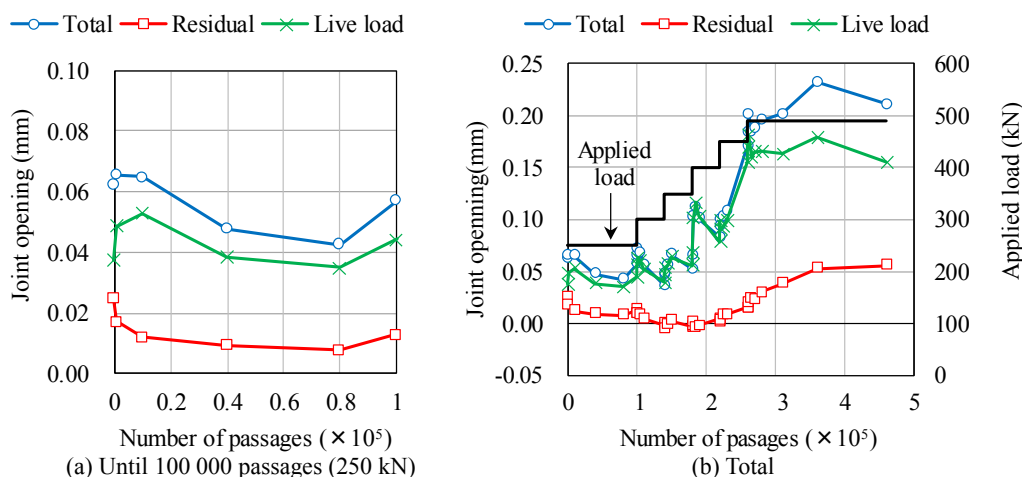 Total Residual Live load
Total Residual Live load
Joint opening(mm)
0.10
0.08
0.06
0.04
0.02
0.00
0 0.2 0.4 0.6 0.8 1
Number of passages (×10⁵)
(a) Until 100 000 passages (250 kN)
Joint openning(mm)
0.25
0.20
0.15
0.10
0.05
0.00
-0.05
Applied
load
600
500
400
300
200
100
0
Applied load (kN)
0 1 2 3 4 5
Number of pasages (×10⁵)
(b) Total